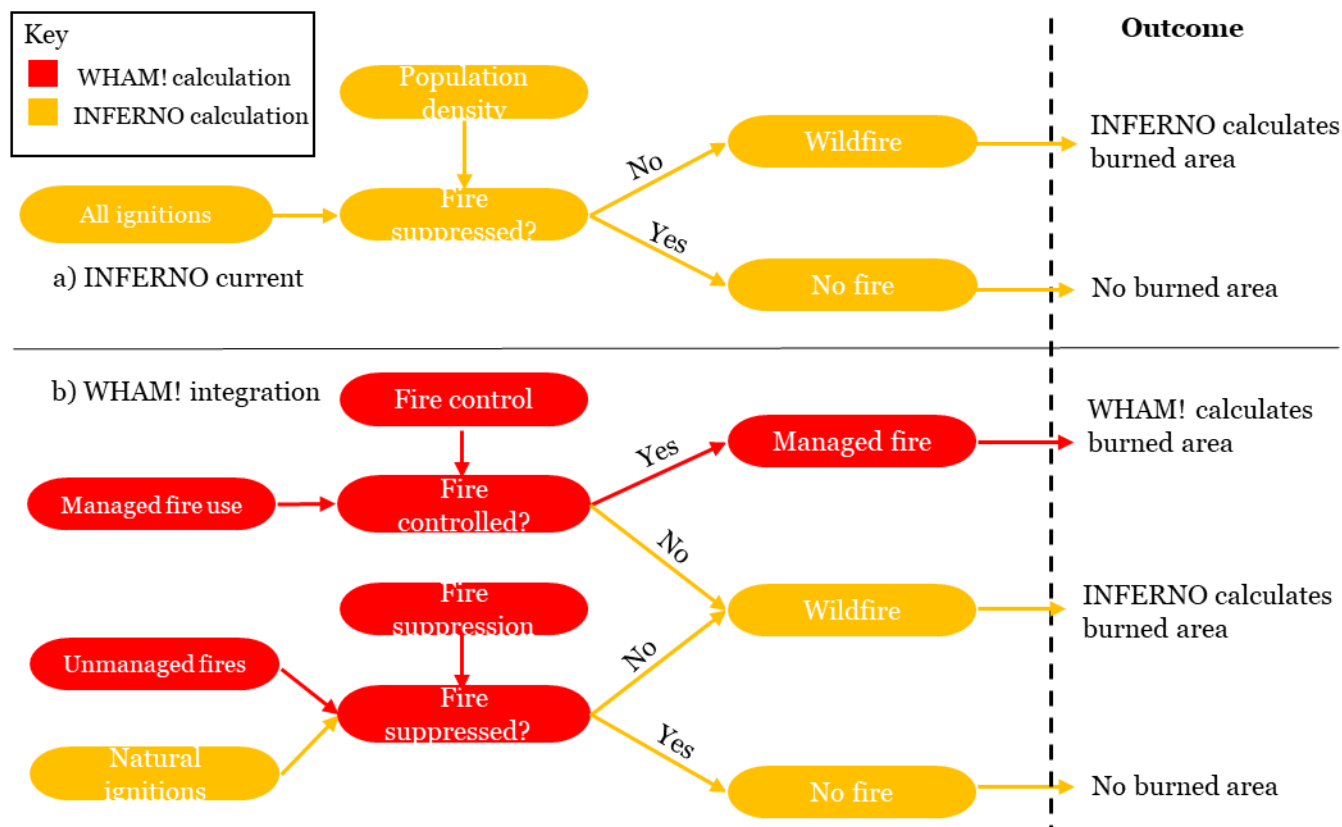 Key
WHAM! calculation
INFERNO calculation
Outcome
Population
density
All ignitions
Fire
suppressed?
No
Yes
Wildfire
No fire
INFERNO calculates
burned area
No burned area
a) INFERNO current
b) WHAM! integration
Fire control
Managed fire use
Fire
controlled?
Yes
No
Managed fire
WHAM! calculates
burned area
Fire
suppression
Unmanaged fires
Natural
ignitions
Fire
suppressed?
No
Yes
Wildfire
No fire
INFERNO calculates
burned area
No burned area